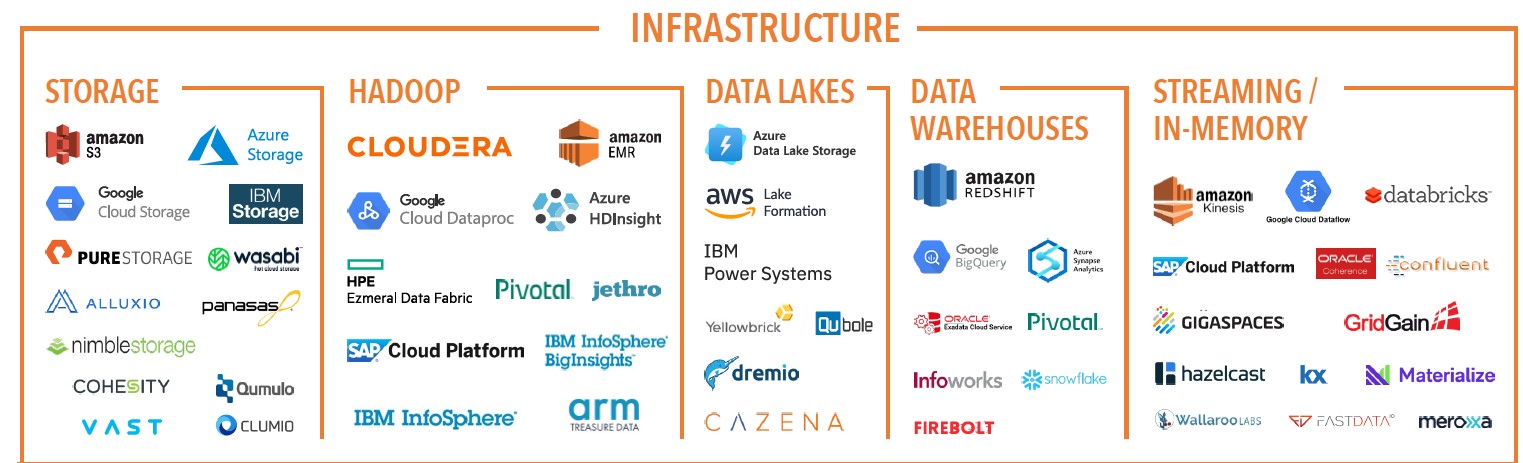 INFRASTRUCTURE
STORAGE
amazon
S3
Azure
Storage
Google
Cloud Storage
IBM
Storage
PURESTORAGE
wasabi
hot cloud storage
ALLUXIO
panasas
nimblestorage
COHESITY
Qumulo
VAST
CLUMIO
HADOOP
CLOUDERA
amazon
EMR
Google
Cloud Dataproc
Azure
HDInsight
HPE
Ezmeral Data Fabric
Pivotal
jethro
SAP Cloud Platform
IBM InfoSphere®
BigInsights™
IBM InfoSphere®
arm
TREASURE DATA
DATA LAKES
Azure
Data Lake Storage
aws Lake
Formation
IBM
Power Systems
Yellowbrick
Qubole
dremio
CAZENA
DATA
WAREHOUSES
amazon
REDSHIFT
Google
BigQuery
Azure
Synapse
Analytics
ORACLE
Exadata Cloud Service
Pivotal
Infoworks
snowflake
FIREBOLT
STREAMING /
IN-MEMORY
amazon
Kinesis
Google Cloud Dataflow
databricks
SAP Cloud Platform
ORACLE
Coherence
confluent
GIGASPACES
GridGain
hazelcast
kx
Materialize
Wallaroo LABS
FASTDATA
meroxa